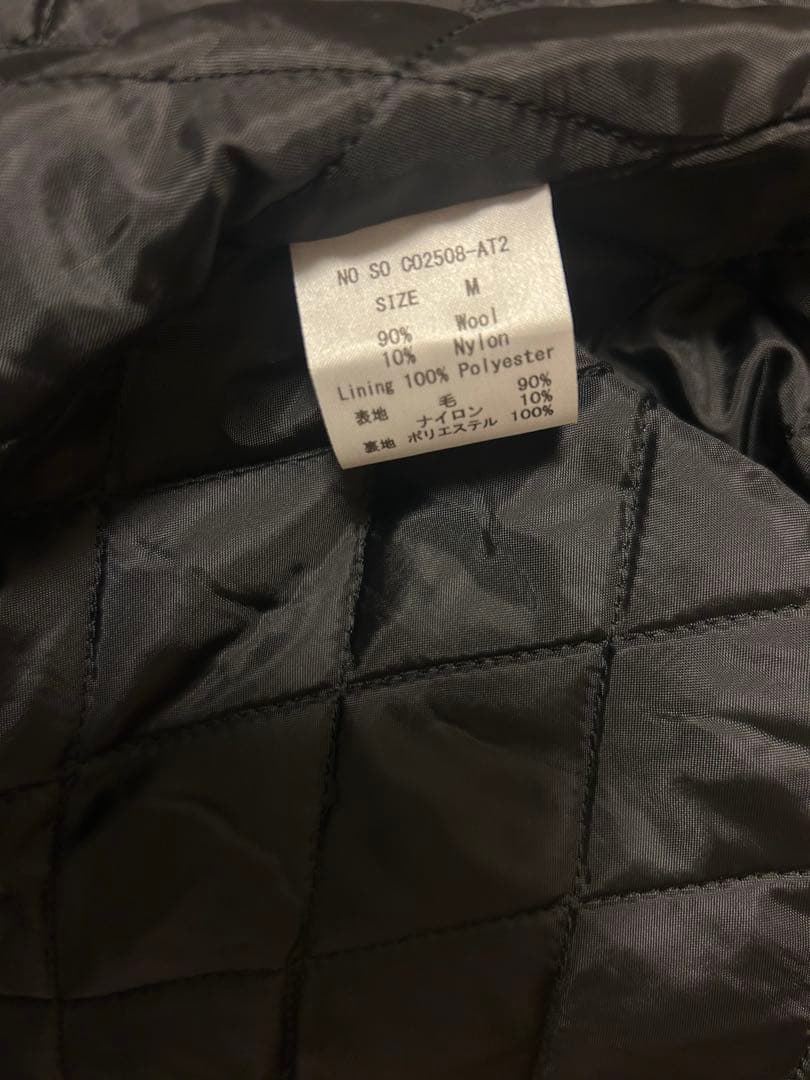 NO SO CO2508-AT2
SIZE M
90% Wool
10% Nylon
Lining 100% Polyester
表地 毛 90%
ナイロン 10%
裏地 ポリエステル 100%